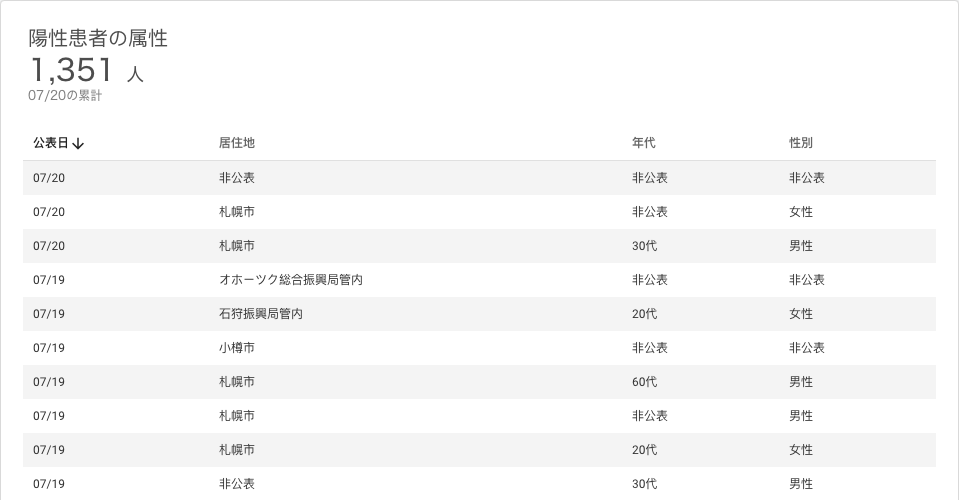 陽性患者の属性
1,351 人
07/20の累計
公表日↓ 居住地 年代 性別
07/20 非公表 非公表 非公表
07/20 札幌市 非公表 女性
07/20 札幌市 30代 男性
07/19 オホーツク総合振興局管内 非公表 非公表
07/19 石狩振興局管内 20代 女性
07/19 小樽市 非公表 非公表
07/19 札幌市 60代 男性
07/19 札幌市 非公表 男性
07/19 札幌市 20代 女性
07/19 非公表 30代 男性